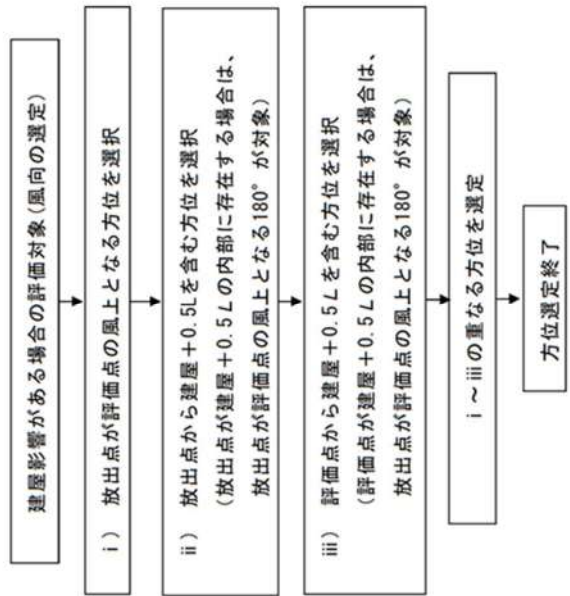 建屋影響がある場合の評価対象(風向の選定)
ⅰ) 放出点が評価点の風上となる方位を選択
ⅱ) 放出点から建屋+0.5Lを含む方位を選択
(放出点が建屋+0.5Lの内部に存在する場合は、
放出点が評価点の風上となる180°が対象)
ⅲ) 評価点から建屋+0.5Lを含む方位を選択
(評価点が建屋+0.5Lの内部に存在する場合は、
放出点が評価点の風上となる180°が対象)
ⅰ~ⅲの重なる方位を選定
方位選定終了